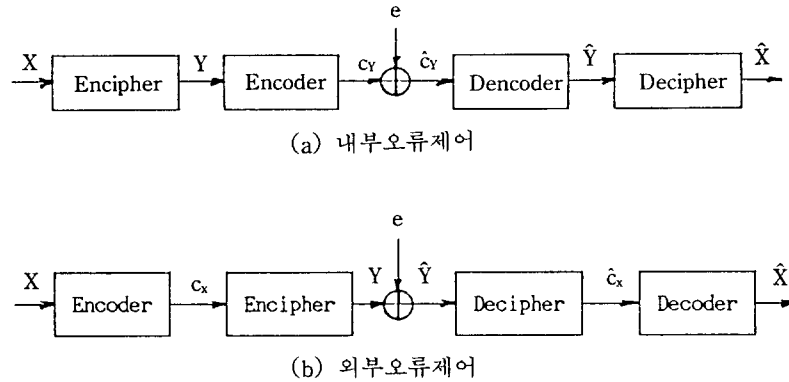 e
X Encipher Y Encoder c_Y ĉ_Y Dencoder Ŷ Decipher X̂
(a) 내부오류제어
e
X Encoder c_x Encipher Y Ŷ Decipher ĉ_x Decoder X̂
(b) 외부오류제어